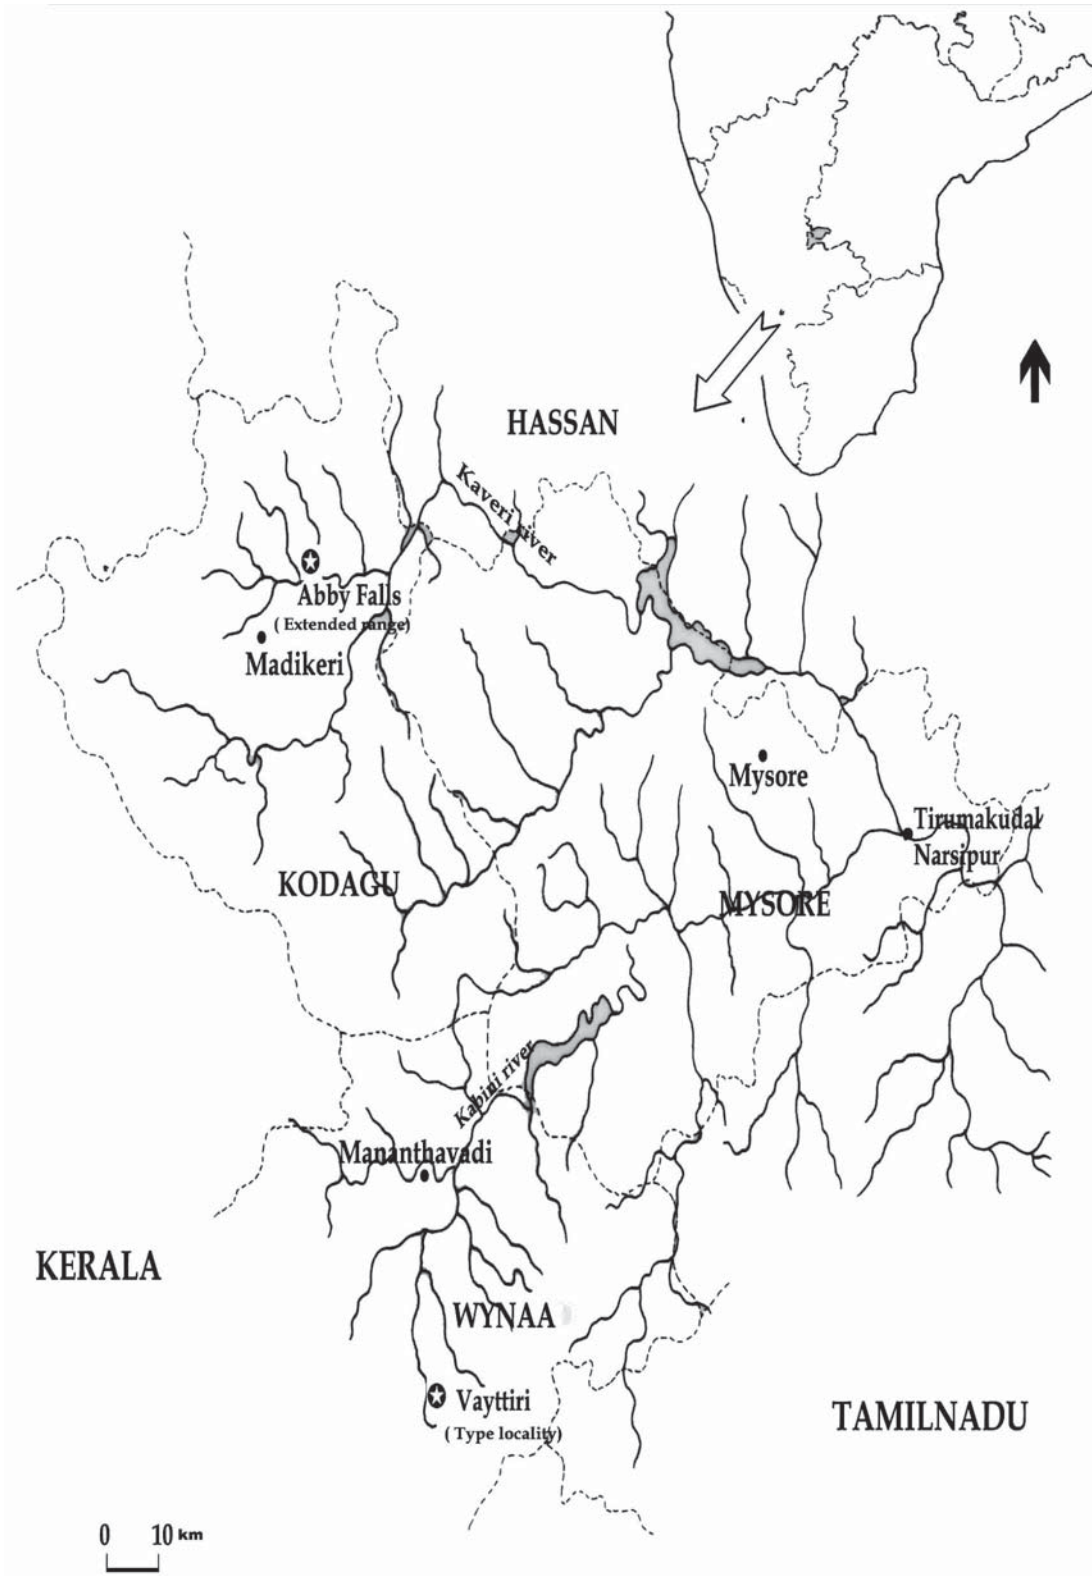 HASSAN
Kaveri river
Abby Falls
( Extended range)
Madikeri
Mysore
Tirumakudal
Narsipur
KODAGU
MYSORE
Kabini river
Mananthavadi
KERALA
WYNAA
Vayttiri
( Type locality)
TAMILNADU
0 10 km